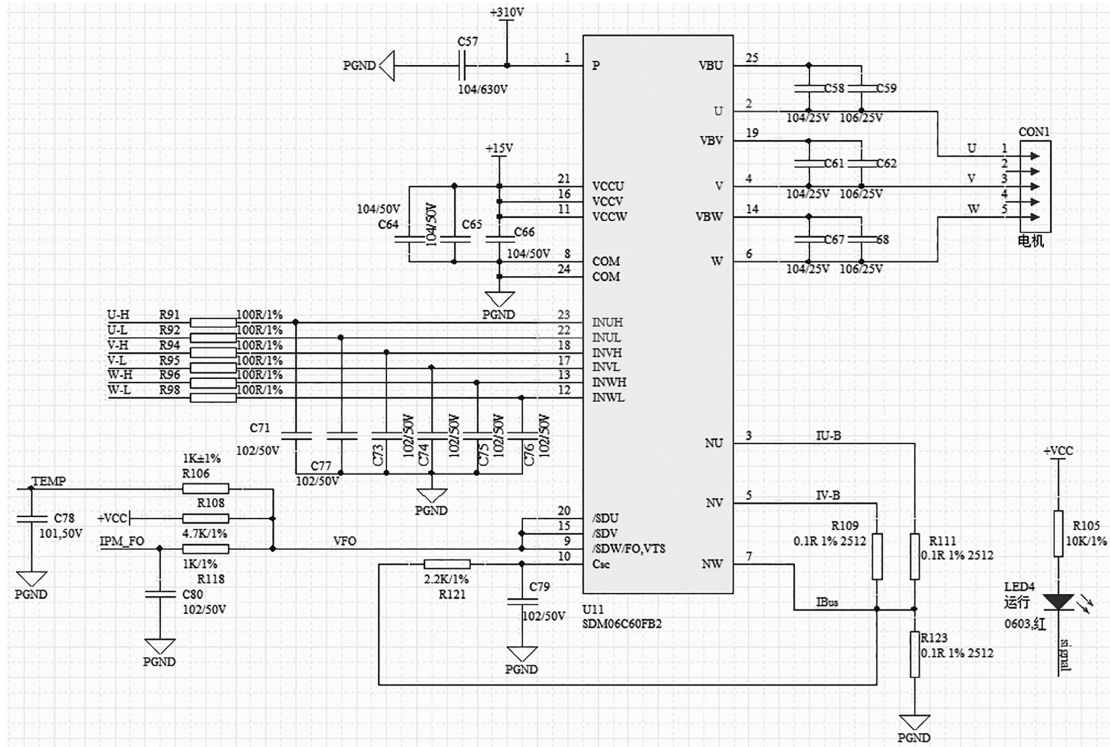 +310V
C57
PGND
104/630V
1
P
VBU
25
C58
C59
U
2
104/25V
106/25V
+15V
VBV
19
C61
C62
V
4
104/25V
106/25V
VBW
14
C67
68
W
6
104/25V
106/25V
CON1
U
1
2
V
3
4
W
5
电机
21
VCCU
16
VCCV
11
VCCW
104/50V
C64
104/50V
C65
C66
104/50V
8
COM
24
COM
PGND
U-H
R91
100R/1%
23
INUH
U-L
R92
100R/1%
22
INUL
V-H
R94
100R/1%
18
INVH
V-L
R95
100R/1%
17
INVL
W-H
R96
100R/1%
13
INWH
W-L
R98
100R/1%
12
INWL
C71
102/50V
C77
102/50V
C73
102/50V
C74
102/50V
C75
102/50V
C76
102/50V
PGND
NU
3
IU-B
NV
5
IV-B
NW
7
IBus
R109
0.1R 1% 2512
R111
0.1R 1% 2512
R123
0.1R 1% 2512
PGND
+VCC
R105
10K/1%
LED4
运行
0603,红
signal
1K±1%
R106
TEMP
C78
101,50V
PGND
R108
+VCC
4.7K/1%
IPM_FO
1K/1%
R118
VFO
C80
102/50V
PGND
20
/SDU
15
/SDV
9
/SDW/FO,VTS
10
Csc
2.2K/1%
R121
C79
102/50V
PGND
U11
SDM06C60FB2